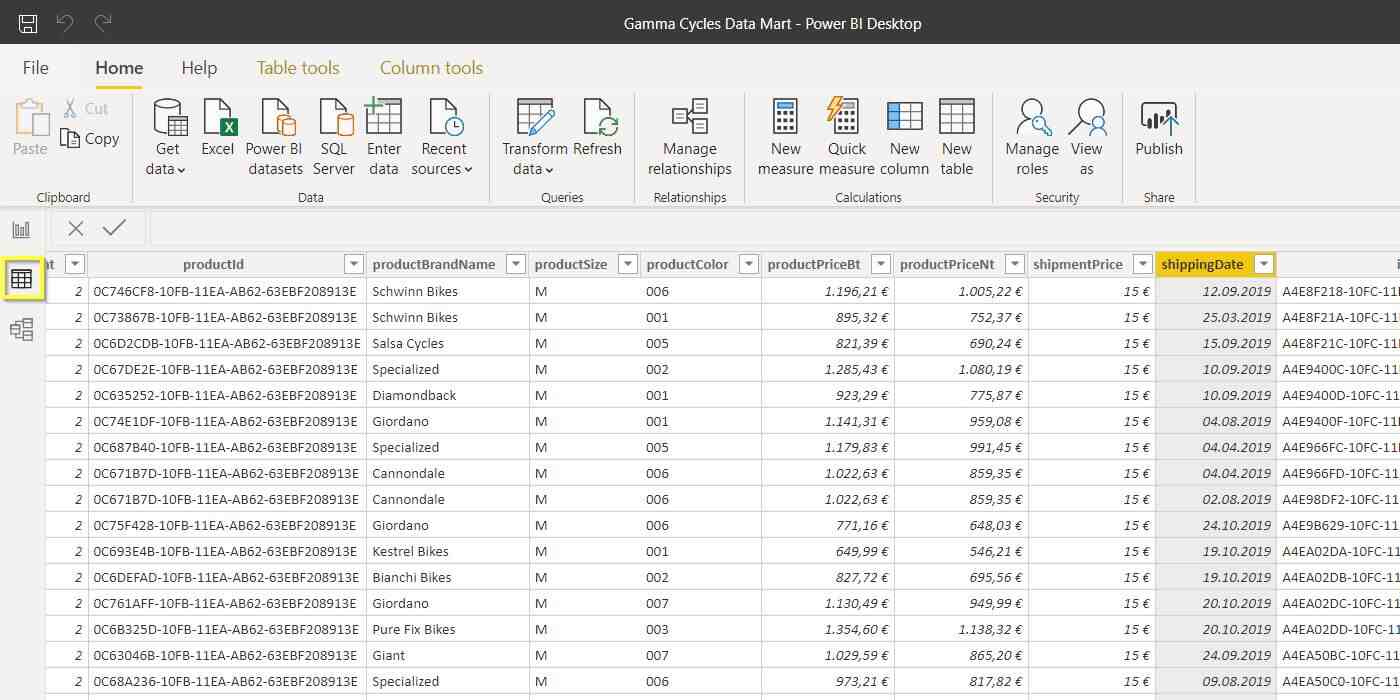 Gamma Cycles Data Mart - Power BI Desktop
File Home Help Table tools Column tools
Paste Cut Copy
Get data Excel Power BI datasets SQL Server Enter data Recent sources Transform data Refresh Manage relationships New measure Quick measure New column New table Manage roles View as Publish
Clipboard Data Queries Relationships Calculations Security Share
productId productBrandName productSize productColor productPriceBt productPriceNt shipmentPrice shippingDate
2 0C746CF8-10FB-11EA-AB62-63EBF208913E Schwinn Bikes M 006 1.196,21 € 1.005,22 € 15 € 12.09.2019 A4E8F218-10FC-11
2 0C73867B-10FB-11EA-AB62-63EBF208913E Schwinn Bikes M 001 895,32 € 752,37 € 15 € 25.03.2019 A4E8F21A-10FC-11
2 0C6D2CDB-10FB-11EA-AB62-63EBF208913E Salsa Cycles M 005 821,39 € 690,24 € 15 € 15.09.2019 A4E8F21C-10FC-11
2 0C67DE2E-10FB-11EA-AB62-63EBF208913E Specialized M 002 1.285,43 € 1.080,19 € 15 € 10.09.2019 A4E9400C-10FC-11
2 0C635252-10FB-11EA-AB62-63EBF208913E Diamondback M 001 923,29 € 775,87 € 15 € 10.09.2019 A4E9400D-10FC-11
2 0C74E1DF-10FB-11EA-AB62-63EBF208913E Giordano M 001 1.141,31 € 959,08 € 15 € 04.08.2019 A4E9400F-10FC-11
2 0C687B40-10FB-11EA-AB62-63EBF208913E Specialized M 005 1.179,83 € 991,45 € 15 € 04.04.2019 A4E966FC-10FC-11
2 0C671B7D-10FB-11EA-AB62-63EBF208913E Cannondale M 006 1.022,63 € 859,35 € 15 € 04.04.2019 A4E966FD-10FC-11
2 0C671B7D-10FB-11EA-AB62-63EBF208913E Cannondale M 006 1.022,63 € 859,35 € 15 € 02.08.2019 A4E98DF2-10FC-11
2 0C75F428-10FB-11EA-AB62-63EBF208913E Giordano M 006 771,16 € 648,03 € 15 € 24.10.2019 A4E9B629-10FC-11
2 0C693E4B-10FB-11EA-AB62-63EBF208913E Kestrel Bikes M 001 649,99 € 546,21 € 15 € 19.10.2019 A4EA02DA-10FC-11
2 0C6DEFAD-10FB-11EA-AB62-63EBF208913E Bianchi Bikes M 002 827,72 € 695,56 € 15 € 19.10.2019 A4EA02DB-10FC-11
2 0C761AFF-10FB-11EA-AB62-63EBF208913E Giordano M 007 1.130,49 € 949,99 € 15 € 20.10.2019 A4EA02DC-10FC-11
2 0C6B325D-10FB-11EA-AB62-63EBF208913E Pure Fix Bikes M 003 1.354,60 € 1.138,32 € 15 € 20.10.2019 A4EA02DD-10FC-11
2 0C63046B-10FB-11EA-AB62-63EBF208913E Giant M 007 1.029,59 € 865,20 € 15 € 24.09.2019 A4EA50BC-10FC-11
2 0C68A236-10FB-11EA-AB62-63EBF208913E Specialized M 006 973,21 € 817,82 € 15 € 09.08.2019 A4EA50C0-10FC-11